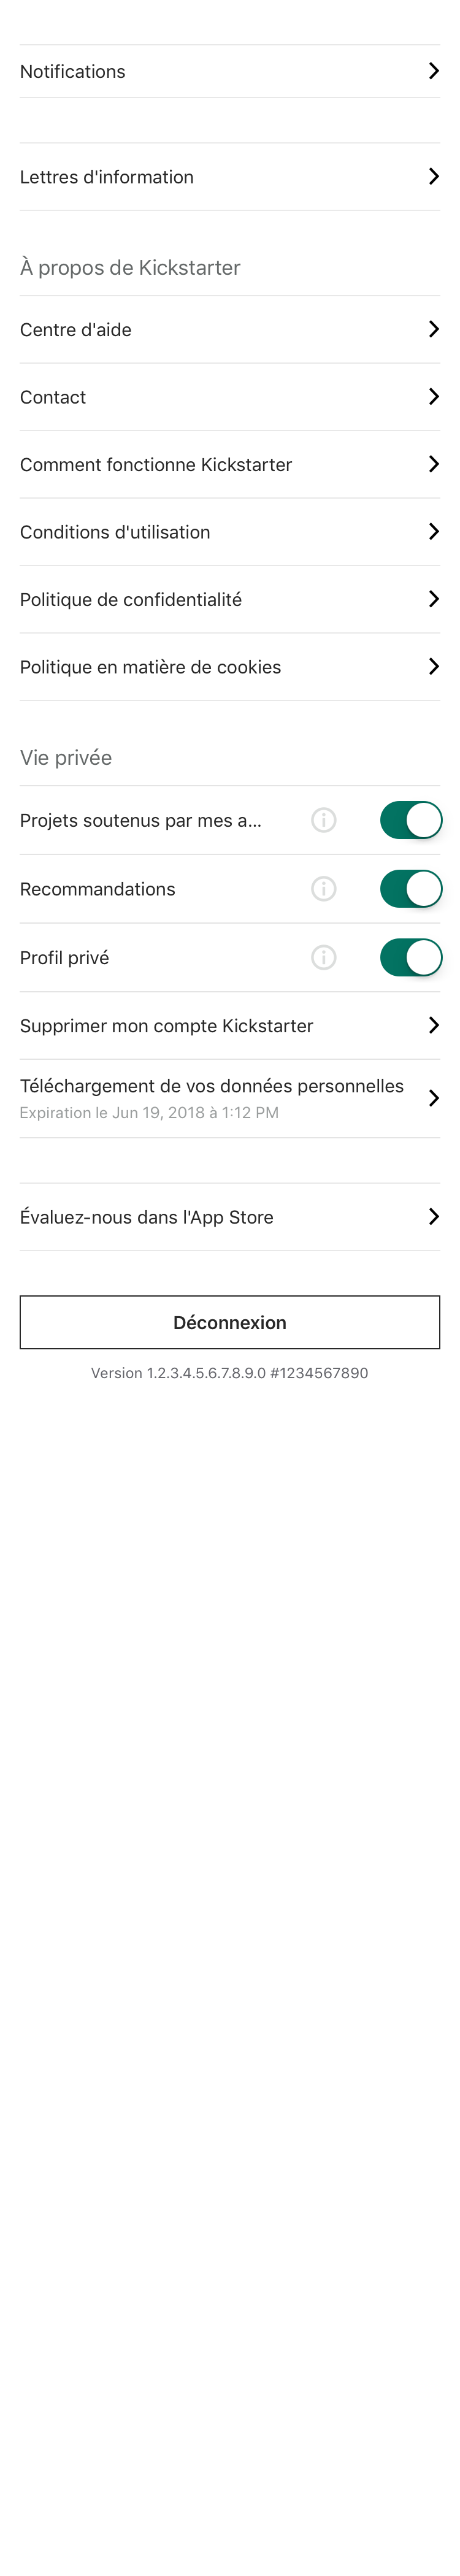 Notifications
Lettres d'information
À propos de Kickstarter
Centre d'aide
Contact
Comment fonctionne Kickstarter
Conditions d'utilisation
Politique de confidentialité
Politique en matière de cookies
Vie privée
Projets soutenus par mes a...
Recommandations
Profil privé
Supprimer mon compte Kickstarter
Téléchargement de vos données personnelles
Expiration le Jun 19, 2018 à 1:12 PM
Évaluez-nous dans l'App Store
Déconnexion
Version 1.2.3.4.5.6.7.8.9.0 #1234567890